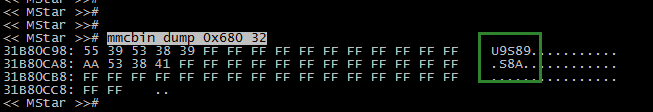 << MStar >>#
<< MStar >>#
<< MStar >>#
<< MStar >># mmcbin dump 0x680 32
31B80C98: 55 39 53 38 39 FF FF FF FF FF FF FF FF FF FF FF U9S89...........
31B80CA8: AA 53 38 41 FF FF FF FF FF FF FF FF FF FF FF FF .S8A............
31B80CB8: FF FF FF FF FF FF FF FF FF FF FF FF FF FF FF FF ................
31B80CC8: FF FF ..
<< MStar >>#